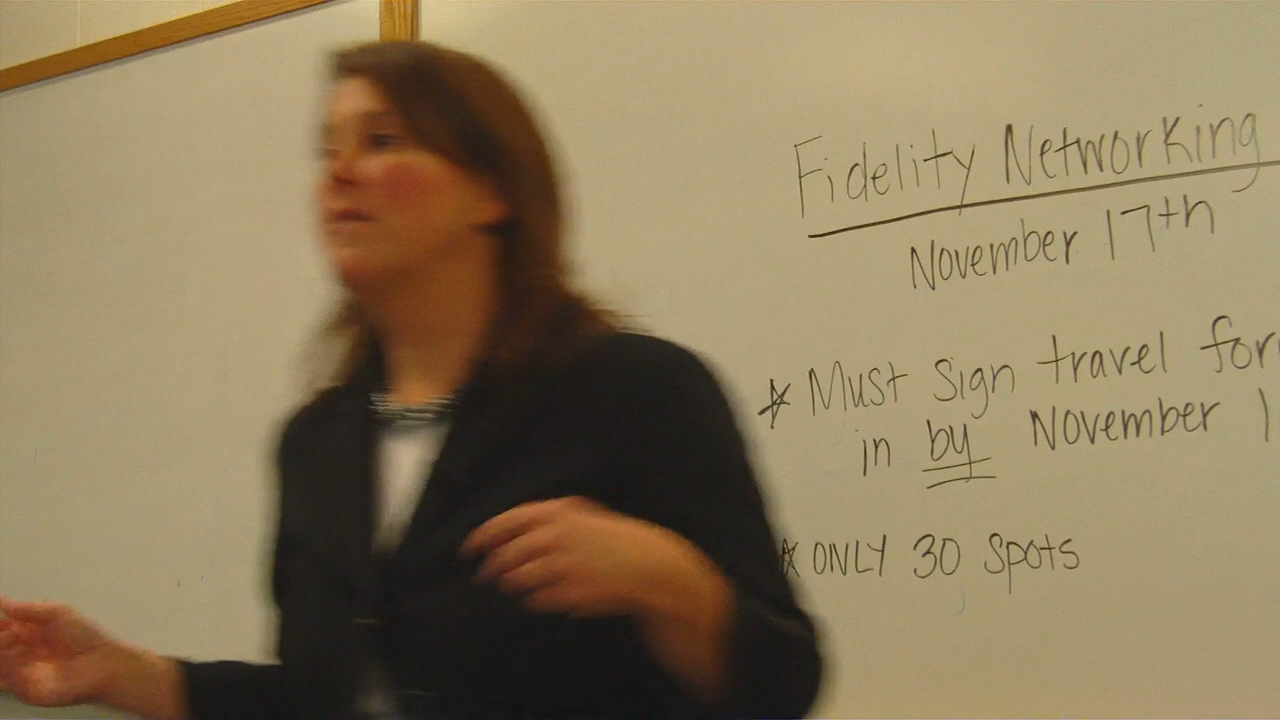 Fidelity Networking
November 17th
* Must sign travel
in by November
* ONLY 30 spots